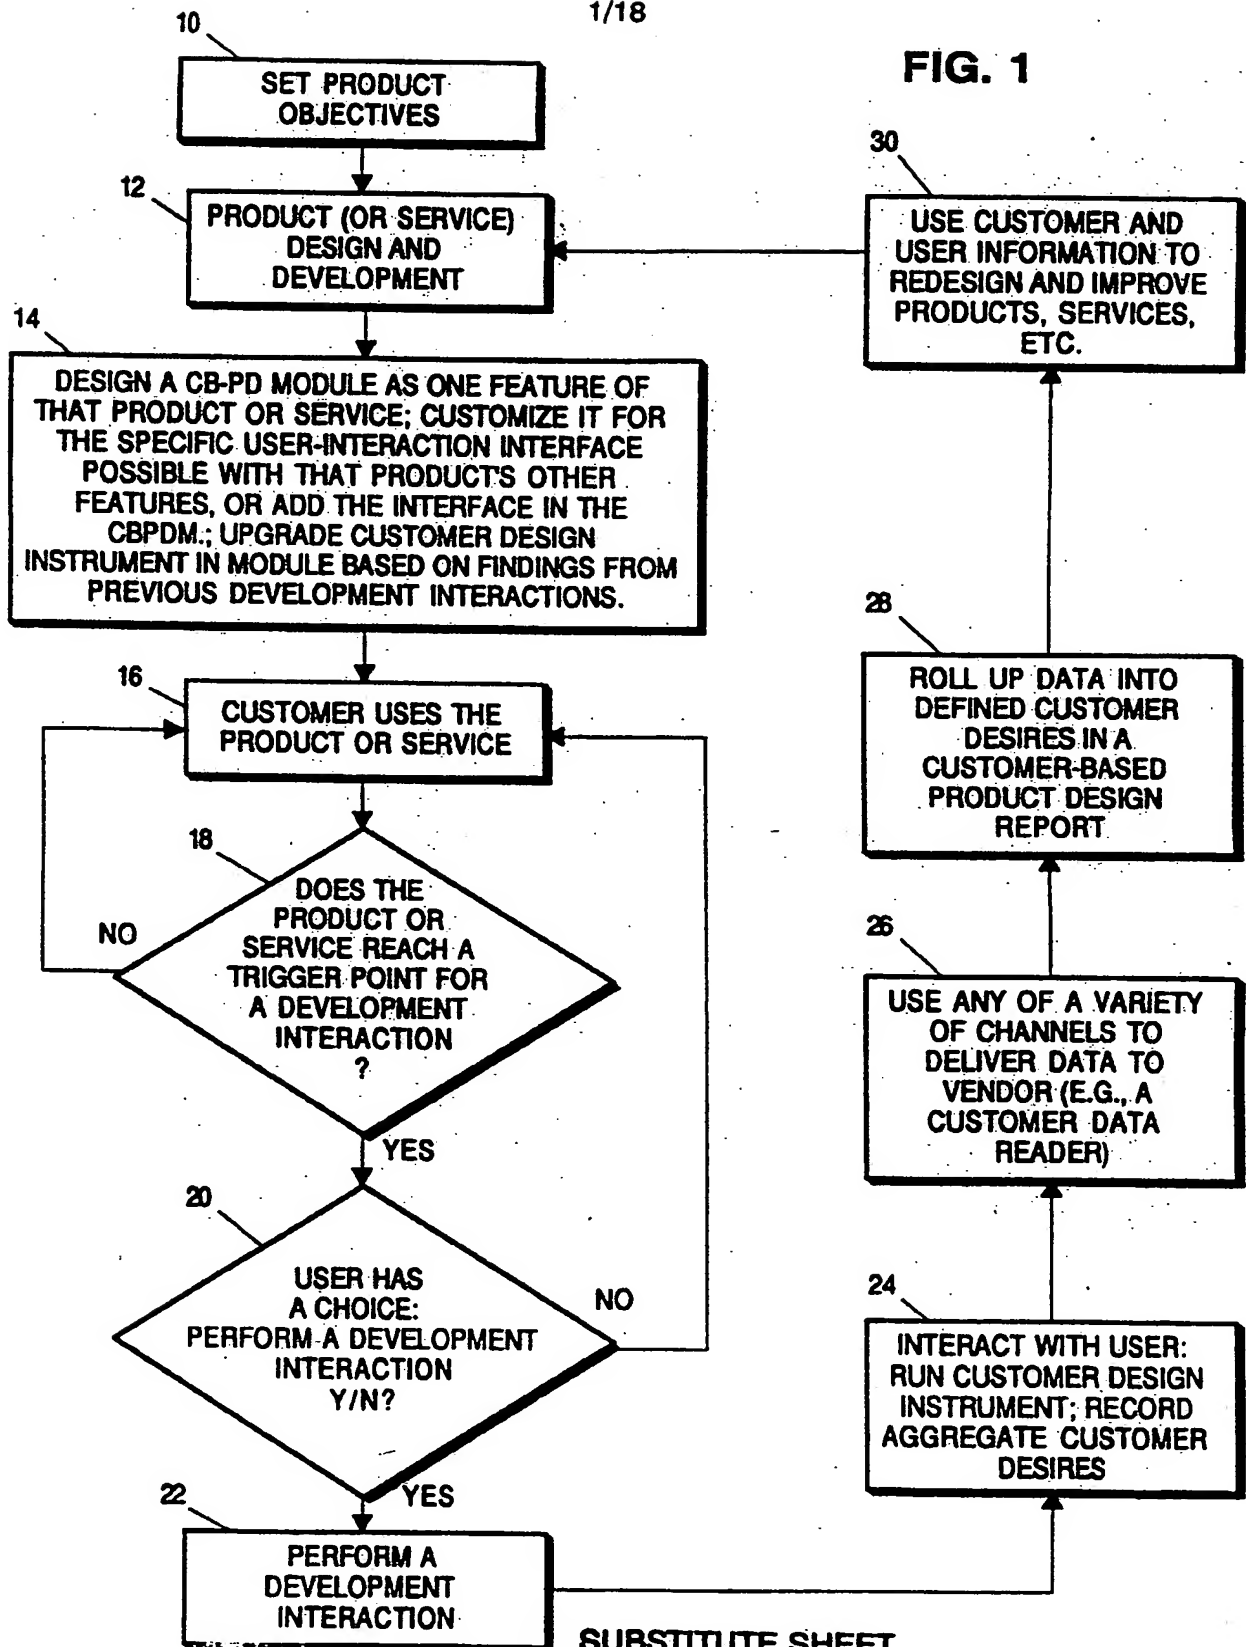 1/18
FIG. 1
10
SET PRODUCT
OBJECTIVES
12
PRODUCT (OR SERVICE)
DESIGN AND
DEVELOPMENT
14
DESIGN A CB-PD MODULE AS ONE FEATURE OF
THAT PRODUCT OR SERVICE; CUSTOMIZE IT FOR
THE SPECIFIC USER-INTERACTION INTERFACE
POSSIBLE WITH THAT PRODUCT'S OTHER
FEATURES, OR ADD THE INTERFACE IN THE
CBPDM.; UPGRADE CUSTOMER DESIGN
INSTRUMENT IN MODULE BASED ON FINDINGS FROM
PREVIOUS DEVELOPMENT INTERACTIONS.
16
CUSTOMER USES THE
PRODUCT OR SERVICE
18
DOES THE
PRODUCT OR
SERVICE REACH A
TRIGGER POINT FOR
A DEVELOPMENT
INTERACTION
?
NO
YES
20
USER HAS
A CHOICE:
PERFORM A DEVELOPMENT
INTERACTION
Y/N?
NO
YES
22
PERFORM A
DEVELOPMENT
INTERACTION
24
INTERACT WITH USER:
RUN CUSTOMER DESIGN
INSTRUMENT; RECORD
AGGREGATE CUSTOMER
DESIRES
26
USE ANY OF A VARIETY
OF CHANNELS TO
DELIVER DATA TO
VENDOR (E.G., A
CUSTOMER DATA
READER)
28
ROLL UP DATA INTO
DEFINED CUSTOMER
DESIRES IN A
CUSTOMER-BASED
PRODUCT DESIGN
REPORT
30
USE CUSTOMER AND
USER INFORMATION TO
REDESIGN AND IMPROVE
PRODUCTS, SERVICES,
ETC.
SUBSTITUTE SHEET